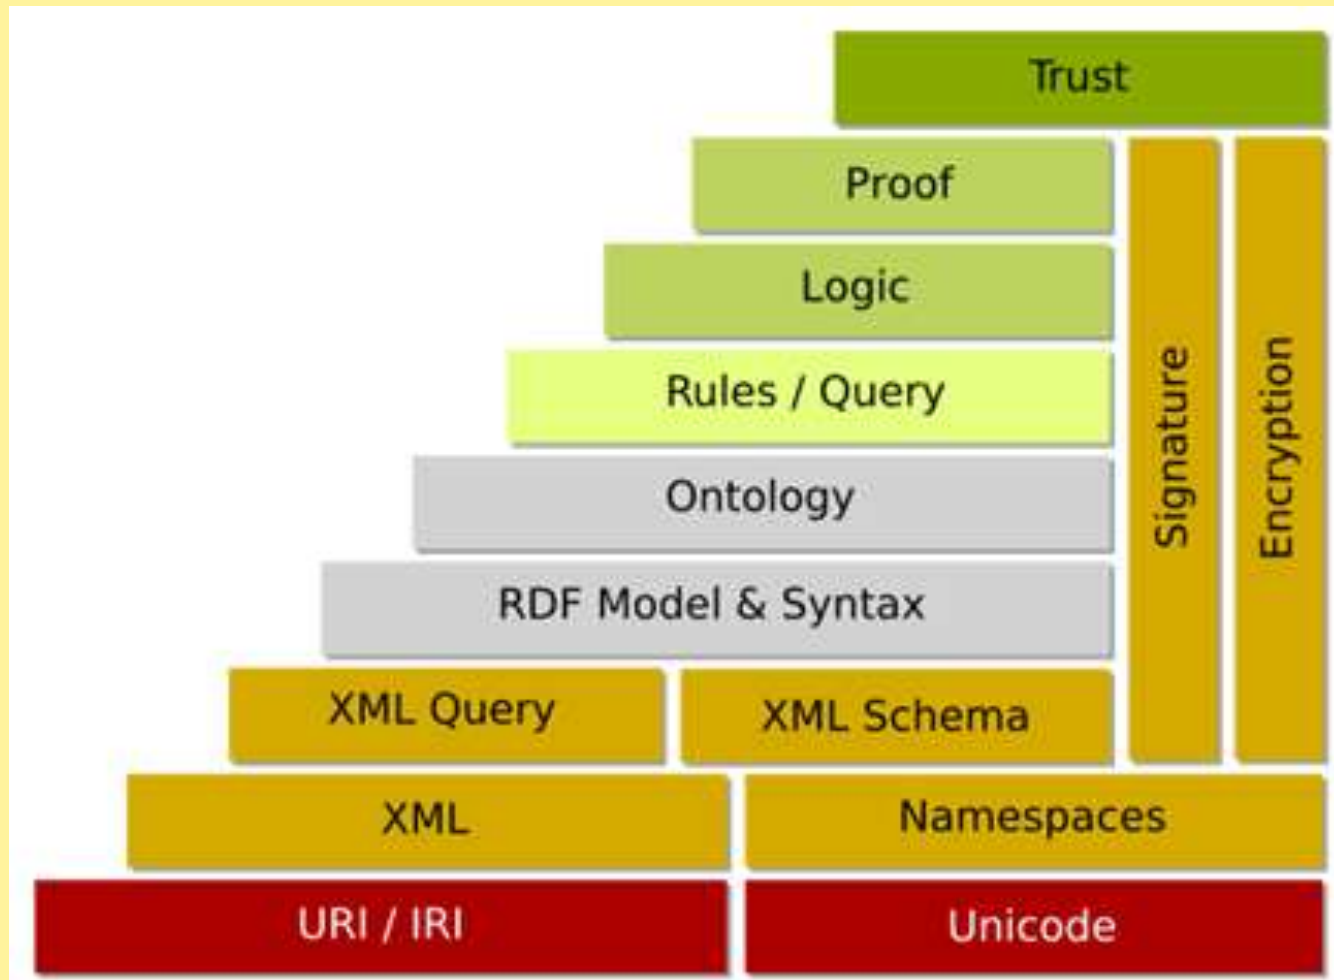 Trust
Proof
Logic
Rules / Query
Ontology
RDF Model & Syntax
Signature
Encryption
XML Query
XML Schema
XML
Namespaces
URI / IRI
Unicode